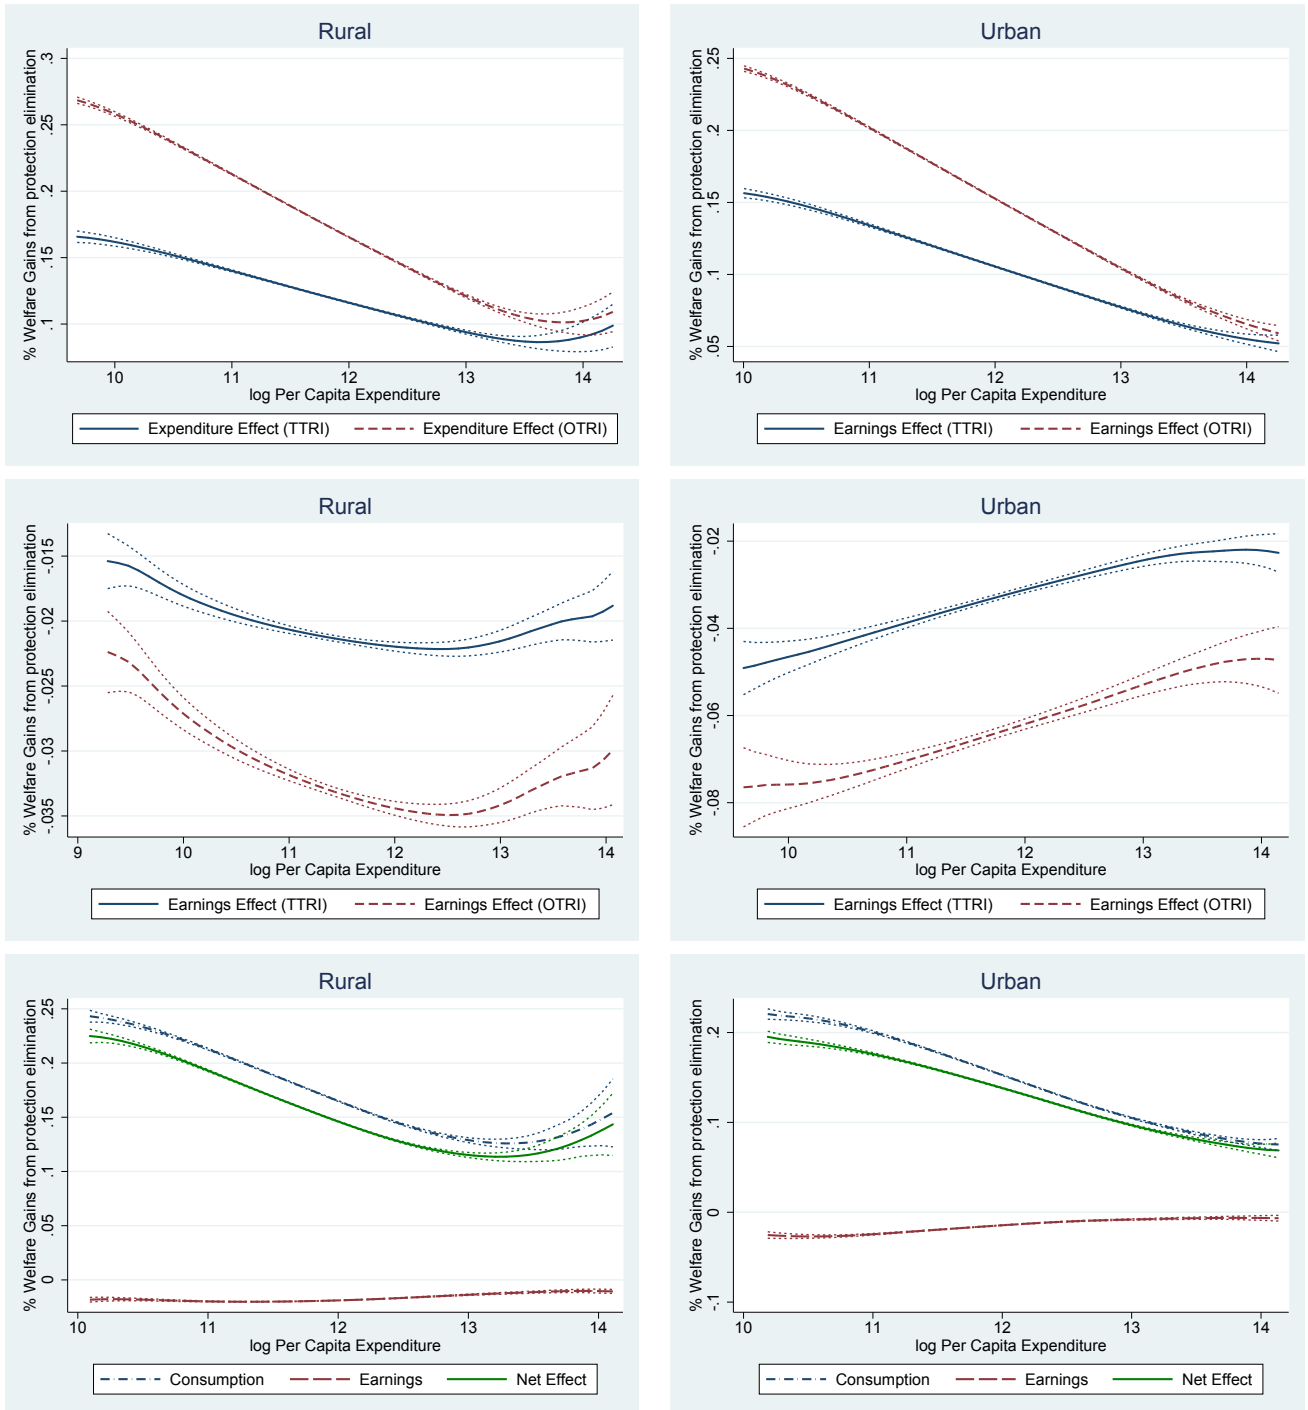 Rural
% Welfare Gains from protection elimination
.3
.25
.2
.15
.1
10 11 12 13 14
log Per Capita Expenditure
Expenditure Effect (TTRI) Expenditure Effect (OTRI)
Urban
% Welfare Gains from protection elimination
.25
.2
.15
.1
.05
10 11 12 13 14
log Per Capita Expenditure
Earnings Effect (TTRI) Earnings Effect (OTRI)
Rural
% Welfare Gains from protection elimination
-.015
-.02
-.025
-.03
-.035
9 10 11 12 13 14
log Per Capita Expenditure
Earnings Effect (TTRI) Earnings Effect (OTRI)
Urban
% Welfare Gains from protection elimination
-.02
-.04
-.06
-.08
10 11 12 13 14
log Per Capita Expenditure
Earnings Effect (TTRI) Earnings Effect (OTRI)
Rural
% Welfare Gains from protection elimination
.25
.2
.15
.1
.05
0
10 11 12 13 14
log Per Capita Expenditure
Consumption Earnings Net Effect
Urban
% Welfare Gains from protection elimination
.2
.1
0
-.1
10 11 12 13 14
log Per Capita Expenditure
Consumption Earnings Net Effect